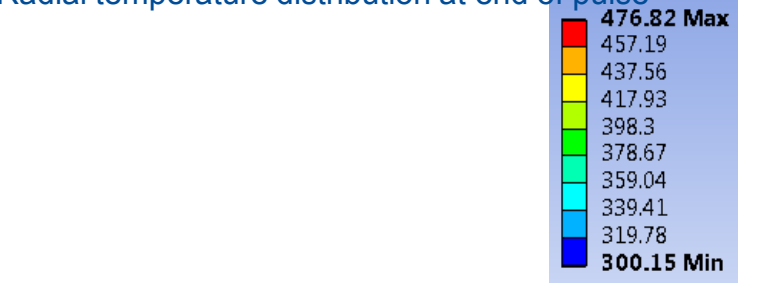 Radial temperature distribution at end of pulse
476.82 Max
457.19
437.56
417.93
398.3
378.67
359.04
339.41
319.78
300.15 Min